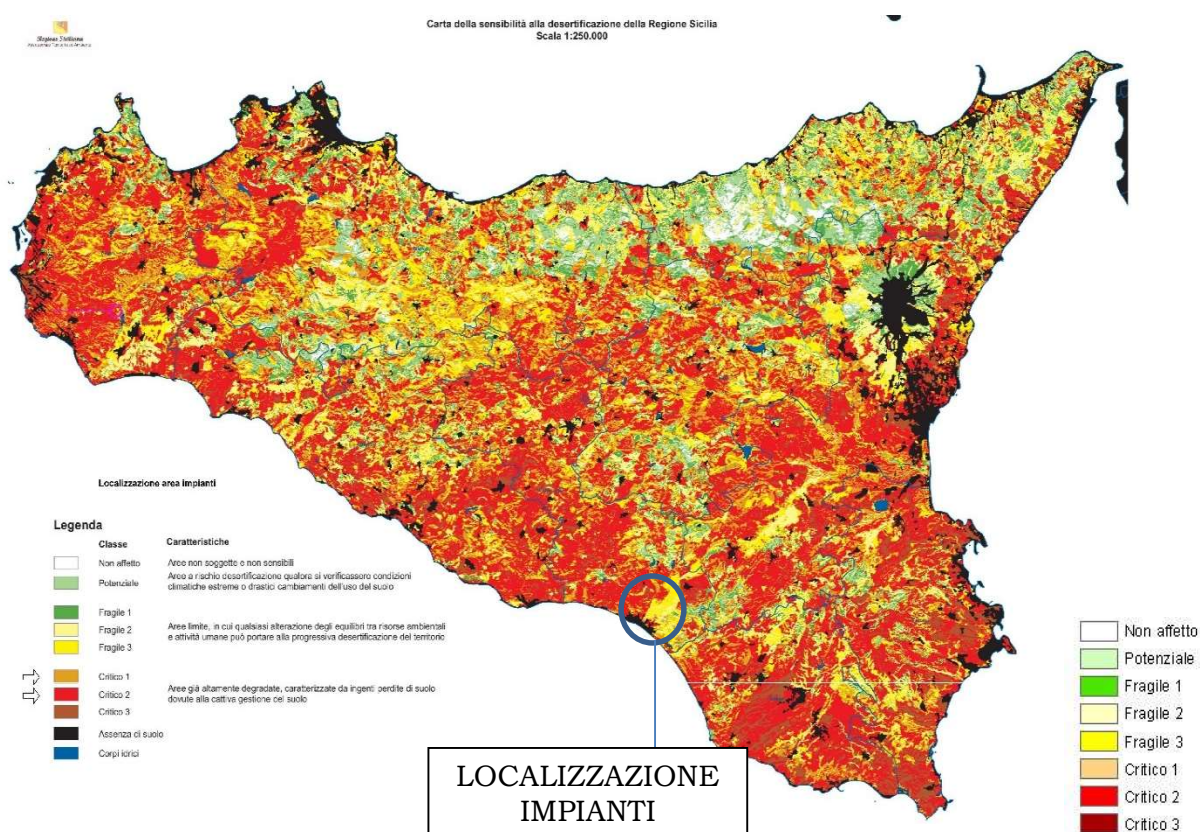 Carta della sensibilità alla desertificazione della Regione Sicilia
Scala 1:250.000
Regione Siciliana
Localizzazione area impianti
Legenda
Classe Caratteristiche
Non affetto Aree non soggette e non sensibili
Potenziale Aree a rischio desertificazione qualora si verificassero condizioni
climatiche estreme o drastici cambiamenti dell'uso del suolo
Fragile 1
Fragile 2 Aree limite, in cui qualsiasi alterazione degli equilibri tra risorse ambientali
e attività umane può portare alla progressiva desertificazione del territorio
Fragile 3
Critico 1
Critico 2 Aree già altamente degradate, caratterizzate da ingenti perdite di suolo
dovute alla cattiva gestione del suolo
Critico 3
Assenza di suolo
Corpi idrici
LOCALIZZAZIONE
IMPIANTI
Non affetto
Potenziale
Fragile 1
Fragile 2
Fragile 3
Critico 1
Critico 2
Critico 3